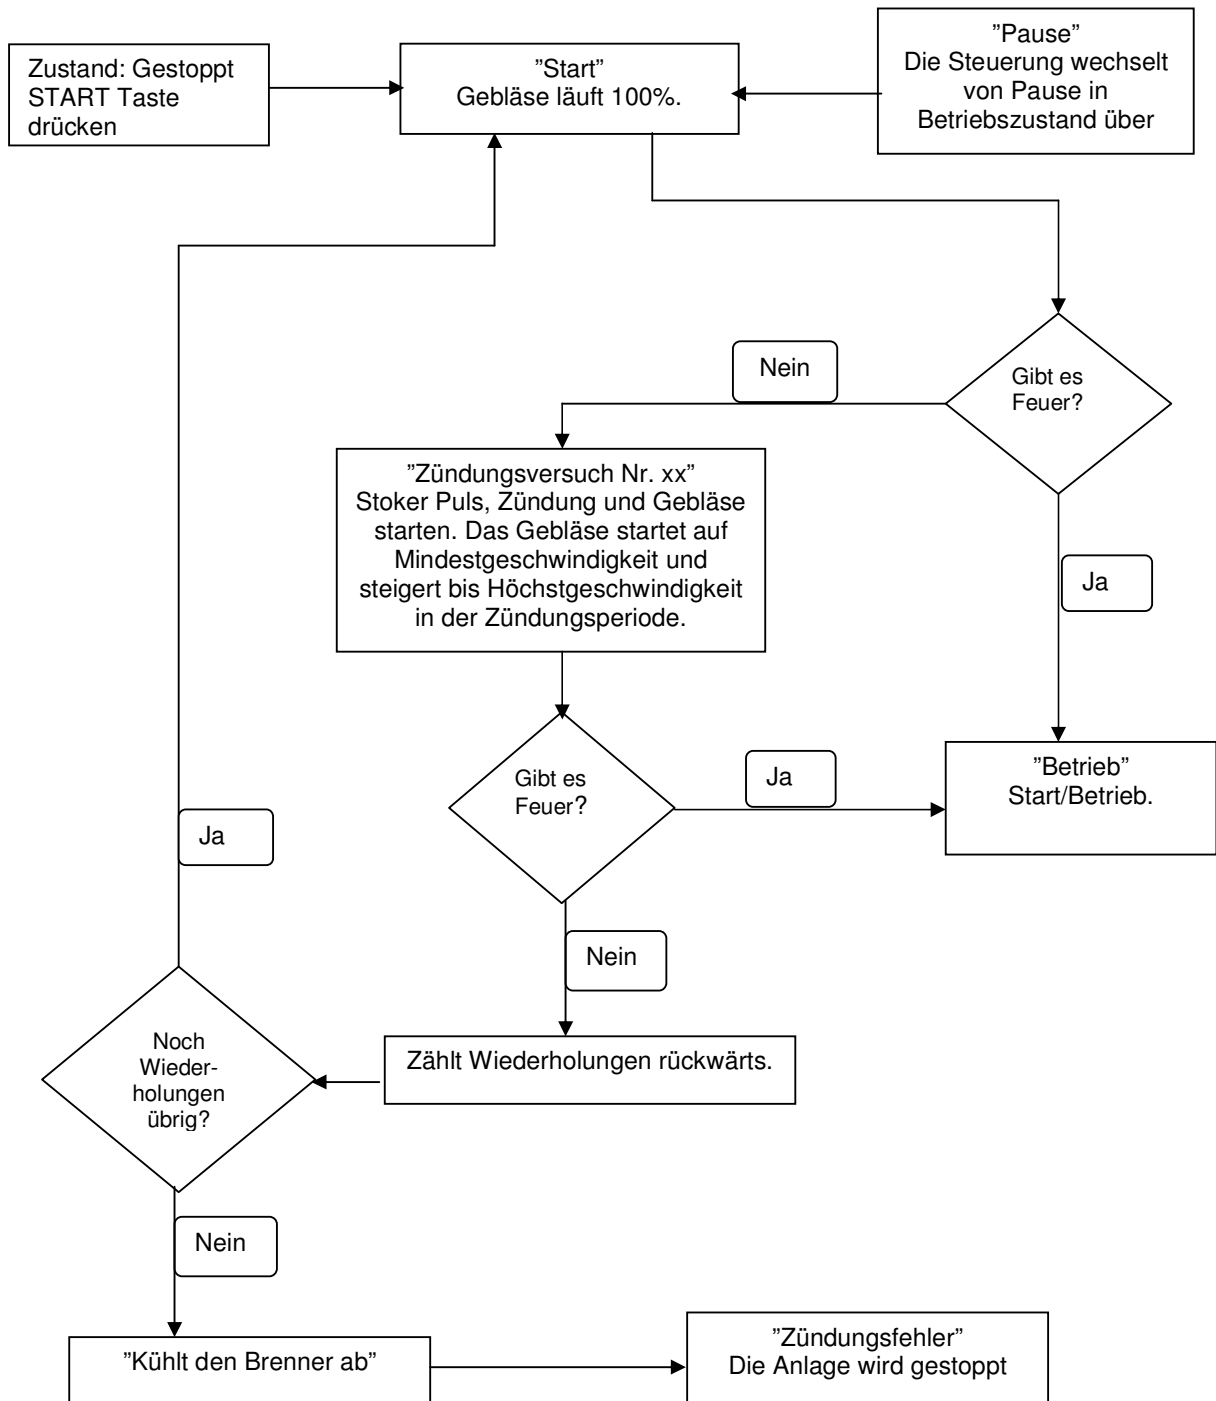 Zustand: Gestoppt
START Taste
drücken
"Start"
Gebläse läuft 100%.
"Pause"
Die Steuerung wechselt
von Pause in
Betriebszustand über
Nein
Gibt es
Feuer?
"Zündungsversuch Nr. xx"
Stoker Puls, Zündung und Gebläse
starten. Das Gebläse startet auf
Mindestgeschwindigkeit und
steigert bis Höchstgeschwindigkeit
in der Zündungsperiode.
Ja
Gibt es
Feuer?
Ja
"Betrieb"
Start/Betrieb.
Ja
Nein
Noch
Wieder-
holungen
übrig?
Zählt Wiederholungen rückwärts.
Nein
"Kühlt den Brenner ab"
"Zündungsfehler"
Die Anlage wird gestoppt